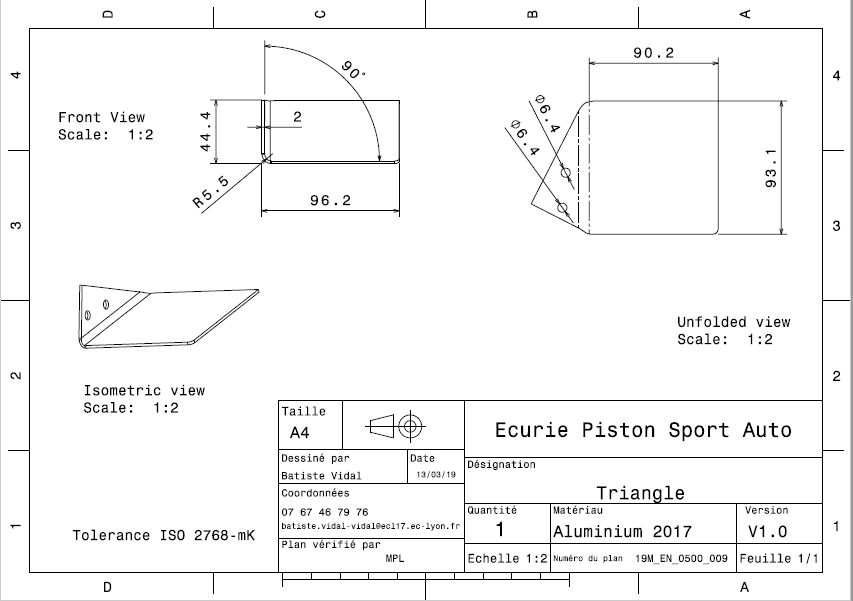 D C B A
4 4
3 3
2 2
1 1
Front View
Scale: 1:2
90°
2
44.4
R5.5
96.2
90.2
Ø6.4
Ø6.4
93.1
Unfolded view
Scale: 1:2
Isometric view
Scale: 1:2
Tolerance ISO 2768-mK
Taille
A4
Ecurie Piston Sport Auto
Dessiné par
Batiste Vidal
Date
13/03/19
Désignation
Triangle
Coordonnées
07 67 46 79 76
batiste.vidal-vidal@ecl17.ec-lyon.fr
Quantité
1
Matériau
Aluminium 2017
Version
V1.0
Plan vérifié par
MPL
Echelle 1:2
Numéro du plan 19M_EN_0500_009
Feuille 1/1
D A